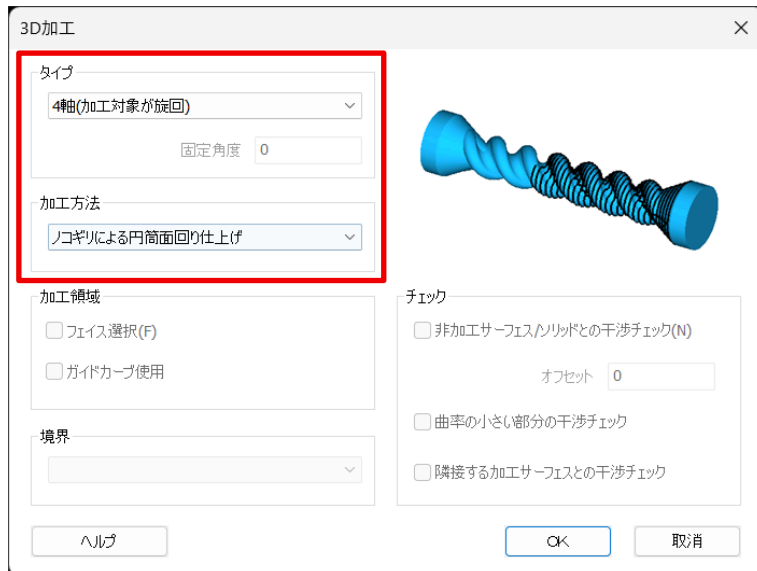 3D加工
タイプ
4軸(加工対象が旋回)
固定角度 0
加工方法
ノコギリによる円筒面回り仕上げ
加工領域
フェイス選択(F)
ガイドカーブ使用
境界
チェック
非加工サーフェス/ソリッドとの干渉チェック(N)
オフセット 0
曲率の小さい部分の干渉チェック
隣接する加工サーフェスとの干渉チェック
ヘルプ
OK
取消